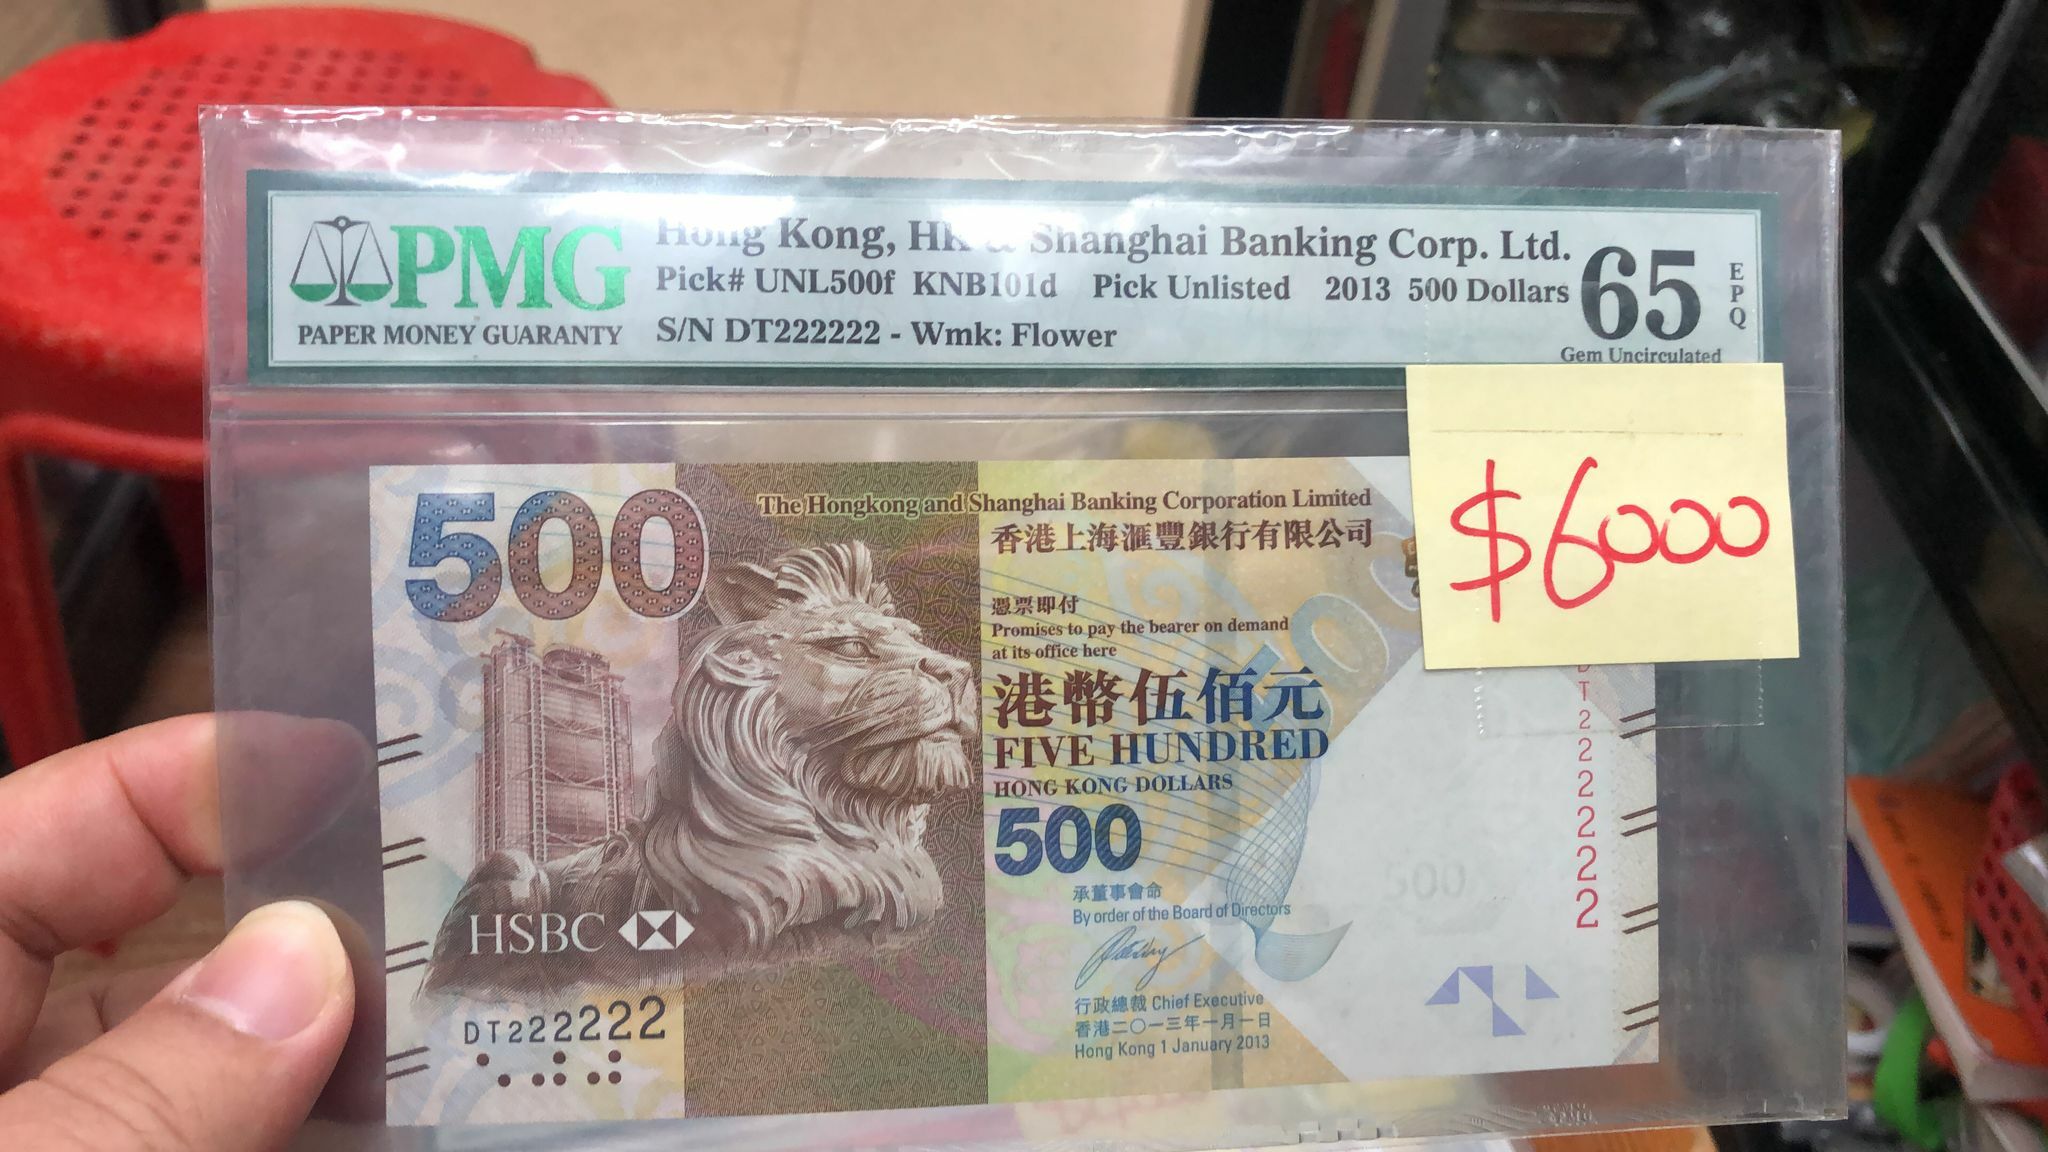 PMG
PAPER MONEY GUARANTY
Hong Kong, HK & Shanghai Banking Corp. Ltd.
Pick# UNL500f KNB101d Pick Unlisted 2013 500 Dollars
S/N DT222222 - Wmk: Flower
65
EPQ
Gem Uncirculated
$6000
500
The Hongkong and Shanghai Banking Corporation Limited
香港上海滙豐銀行有限公司
憑票即付
Promises to pay the bearer on demand
at its office here
港幣伍佰元
FIVE HUNDRED
HONG KONG DOLLARS
500
承董事會命
By order of the Board of Directors
行政總裁 Chief Executive
香港二〇一三年一月一日
Hong Kong 1 January 2013
HSBC
DT222222
DT222222
500
500